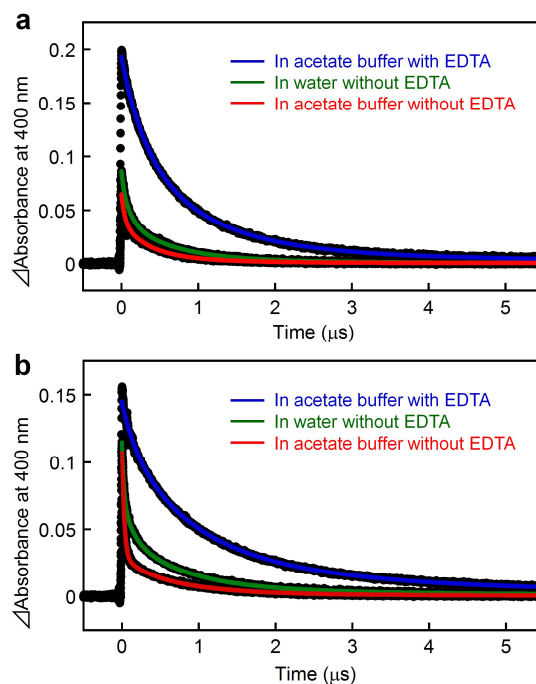 a
0.2
0.15
0.1
0.05
0
⊿Absorbance at 400 nm
In acetate buffer with EDTA
In water without EDTA
In acetate buffer without EDTA
0 1 2 3 4 5
Time (μs)
b
0.15
0.1
0.05
0
⊿Absorbance at 400 nm
In acetate buffer with EDTA
In water without EDTA
In acetate buffer without EDTA
0 1 2 3 4 5
Time (μs)